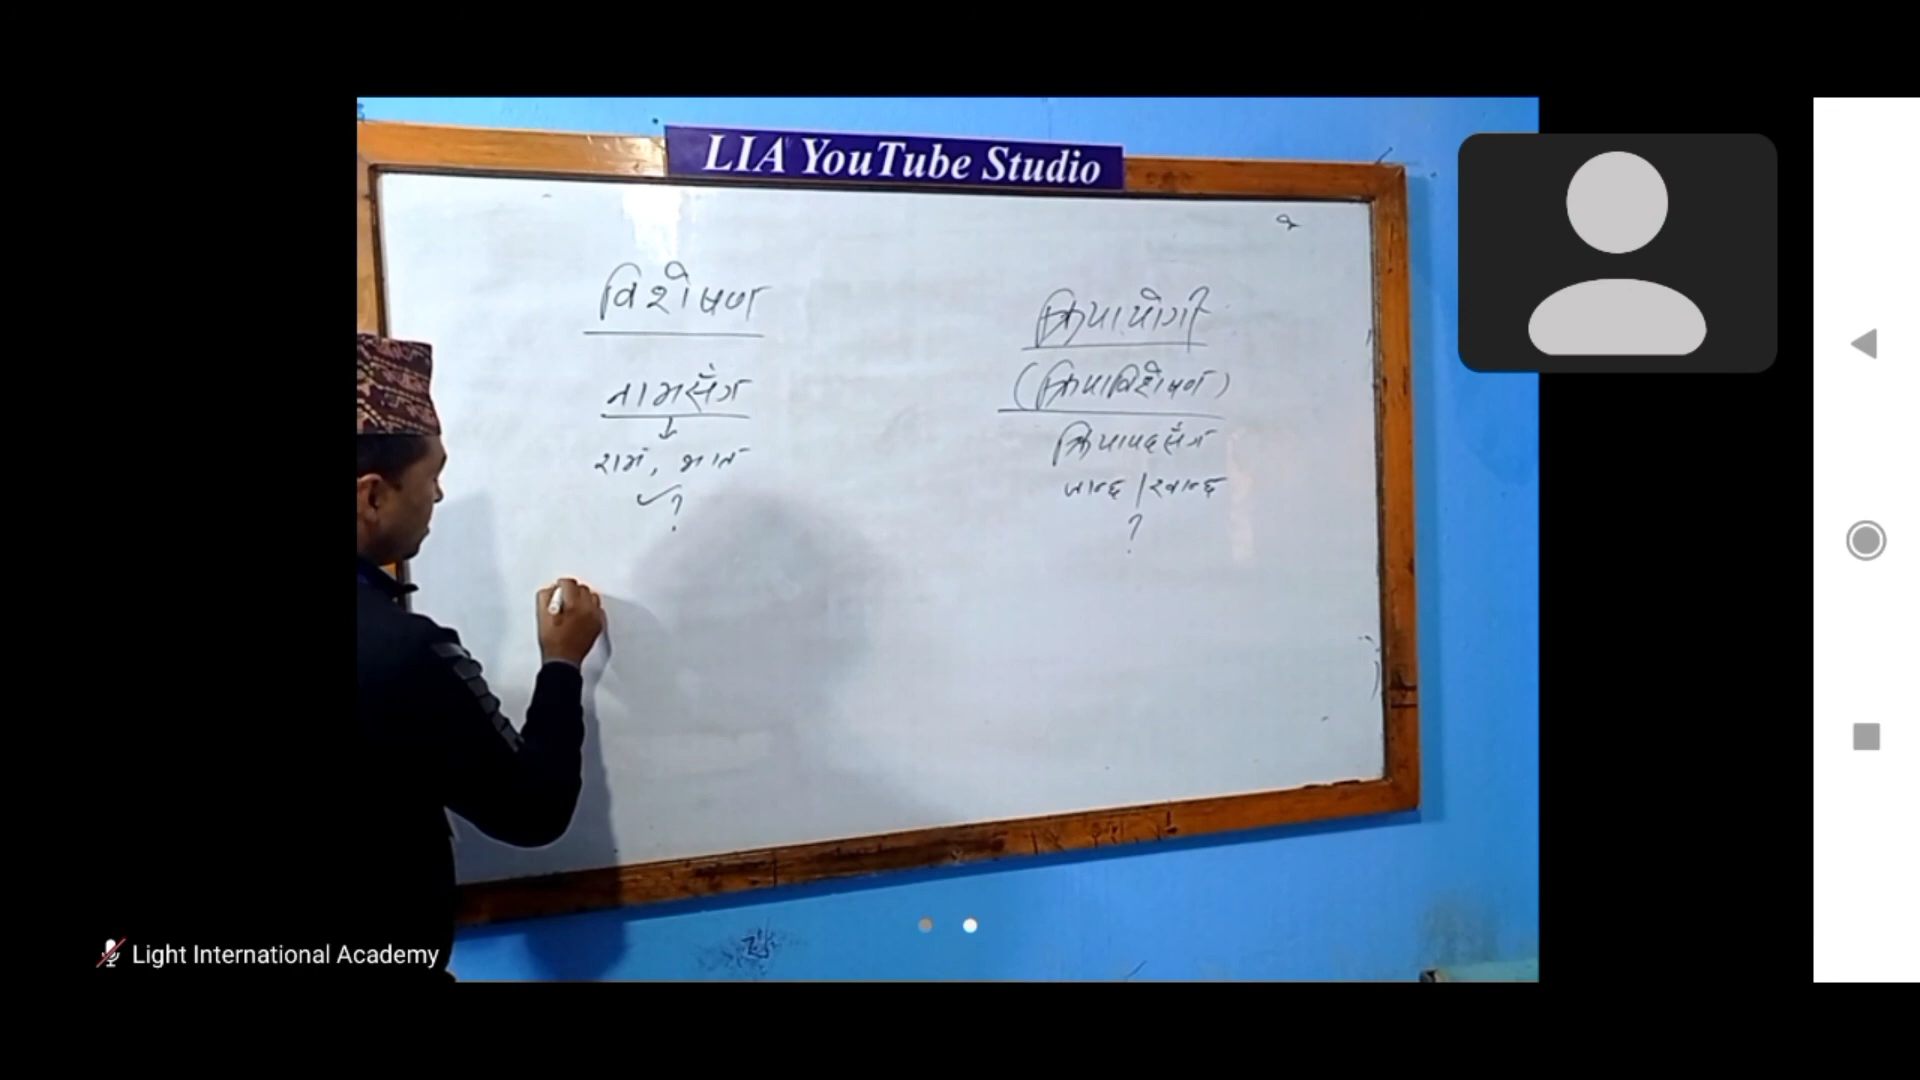 LIA YouTube Studio
विशेषण
नामसँग
राम, भात
?
क्रियायोगी
(क्रियाविशेषण)
क्रियापदसँग
जान्छ / खान्छ
?
Light International Academy